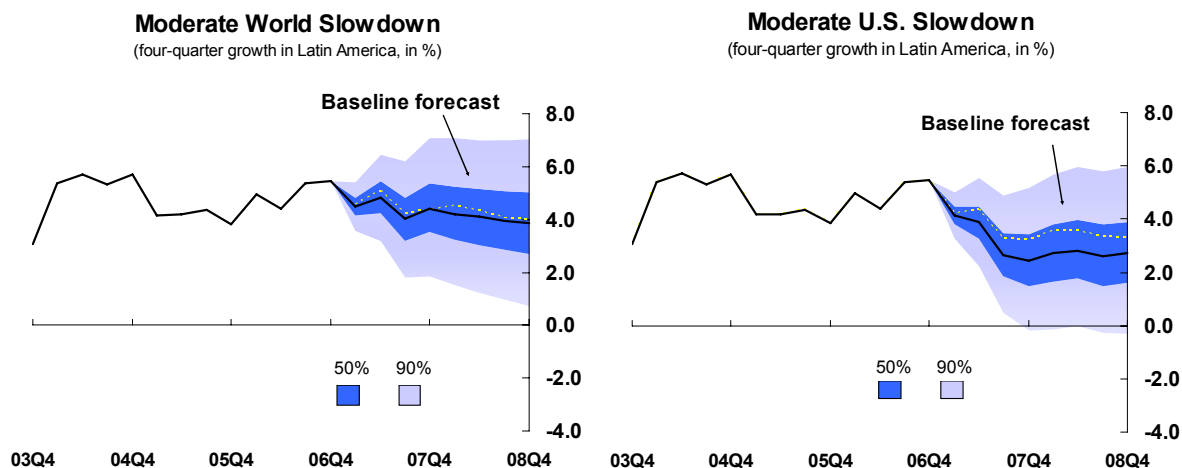 Moderate World Slowdown
(four-quarter growth in Latin America, in %)
Baseline forecast
8.0
6.0
4.0
2.0
0.0
-2.0
-4.0
50% 90%
03Q4 04Q4 05Q4 06Q4 07Q4 08Q4
Moderate U.S. Slowdown
(four-quarter growth in Latin America, in %)
Baseline forecast
8.0
6.0
4.0
2.0
0.0
-2.0
-4.0
50% 90%
03Q4 04Q4 05Q4 06Q4 07Q4 08Q4